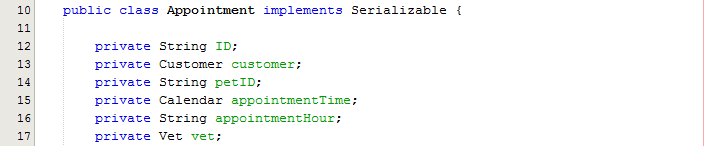 10 public class Appointment implements Serializable {
11
12 private String ID;
13 private Customer customer;
14 private String petID;
15 private Calendar appointmentTime;
16 private String appointmentHour;
17 private Vet vet;